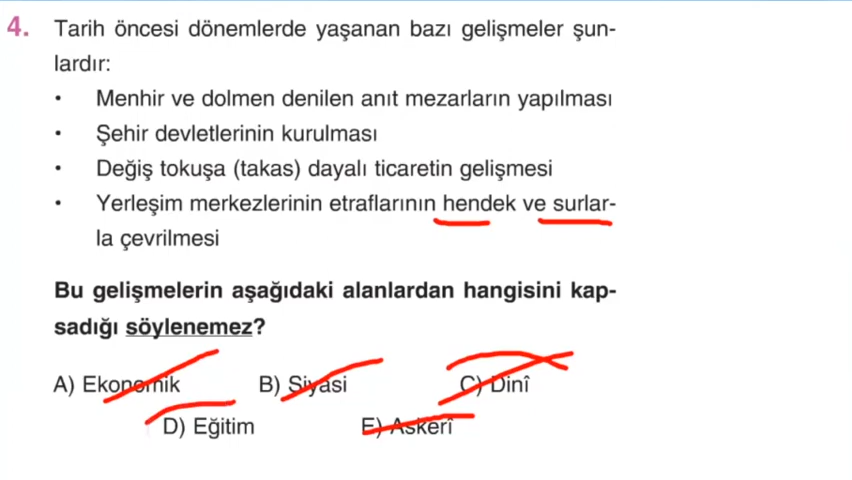 4. Tarih öncesi dönemlerde yaşanan bazı gelişmeler şun-
lardır:
• Menhir ve dolmen denilen anıt mezarların yapılması
• Şehir devletlerinin kurulması
• Değiş tokuşa (takas) dayalı ticaretin gelişmesi
• Yerleşim merkezlerinin etraflarının hendek ve surlar-
la çevrilmesi
Bu gelişmelerin aşağıdaki alanlardan hangisini kap-
sadığı söylenemez?
A) Ekonomik B) Siyasi C) Dinî
D) Eğitim E) Askerî